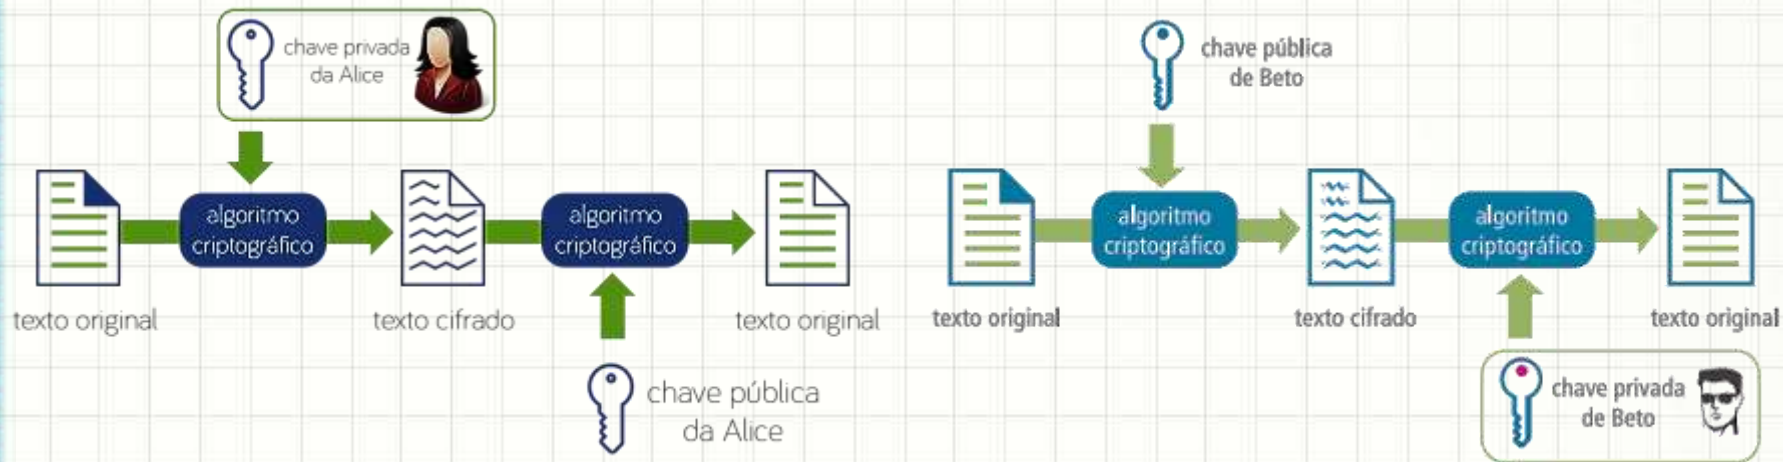 chave privada
da Alice
algoritmo
criptográfico
algoritmo
criptográfico
texto original
texto cifrado
texto original
chave pública
da Alice
chave pública
de Beto
algoritmo
criptográfico
algoritmo
criptográfico
texto original
texto cifrado
texto original
chave privada
de Beto